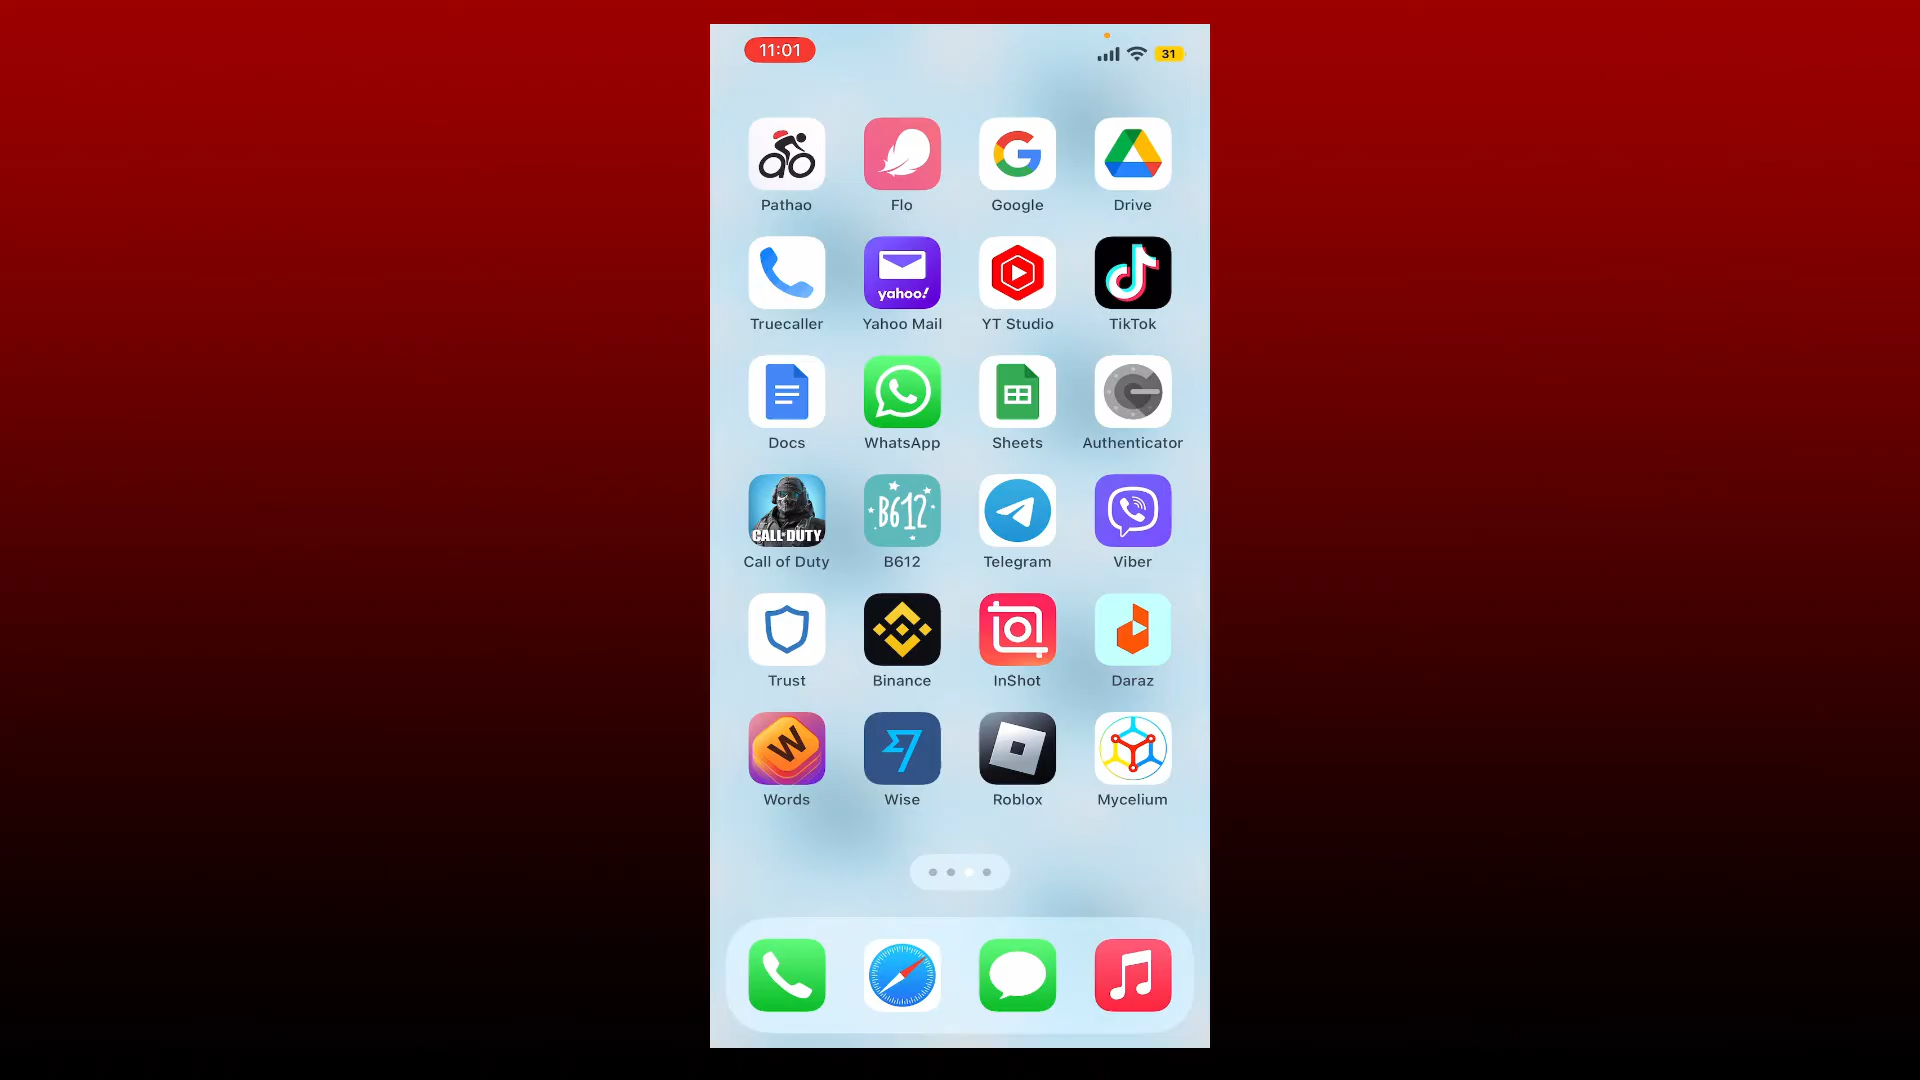 11:01 31
Pathao Flo Google Drive
yahoo!
Truecaller Yahoo Mail YT Studio TikTok
Docs WhatsApp Sheets Authenticator
CALL OF DUTY B612
Call of Duty B612 Telegram Viber
Trust Binance InShot Daraz
W
Words Wise Roblox Mycelium